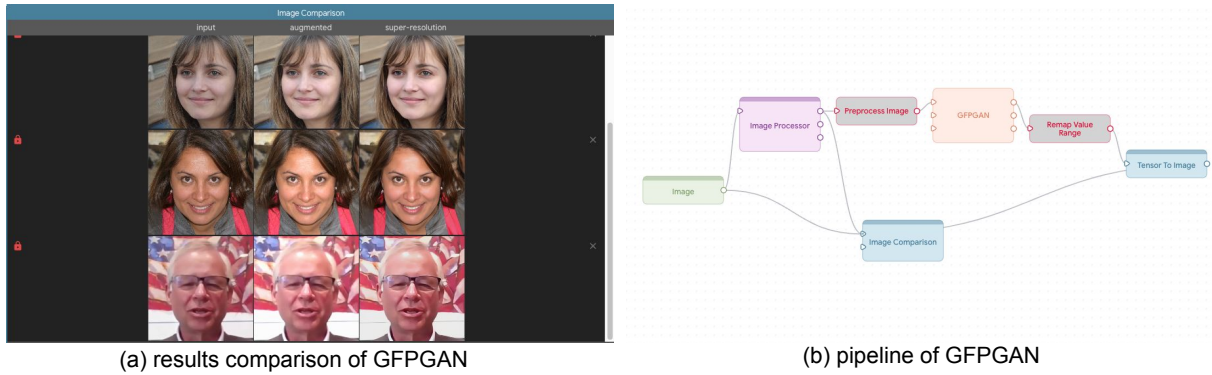 Image Comparison
input augmented super-resolution
(a) results comparison of GFPGAN
Image Processor
Preprocess Image
GFPGAN
Remap Value
Range
Tensor To Image
Image
Image Comparison
(b) pipeline of GFPGAN